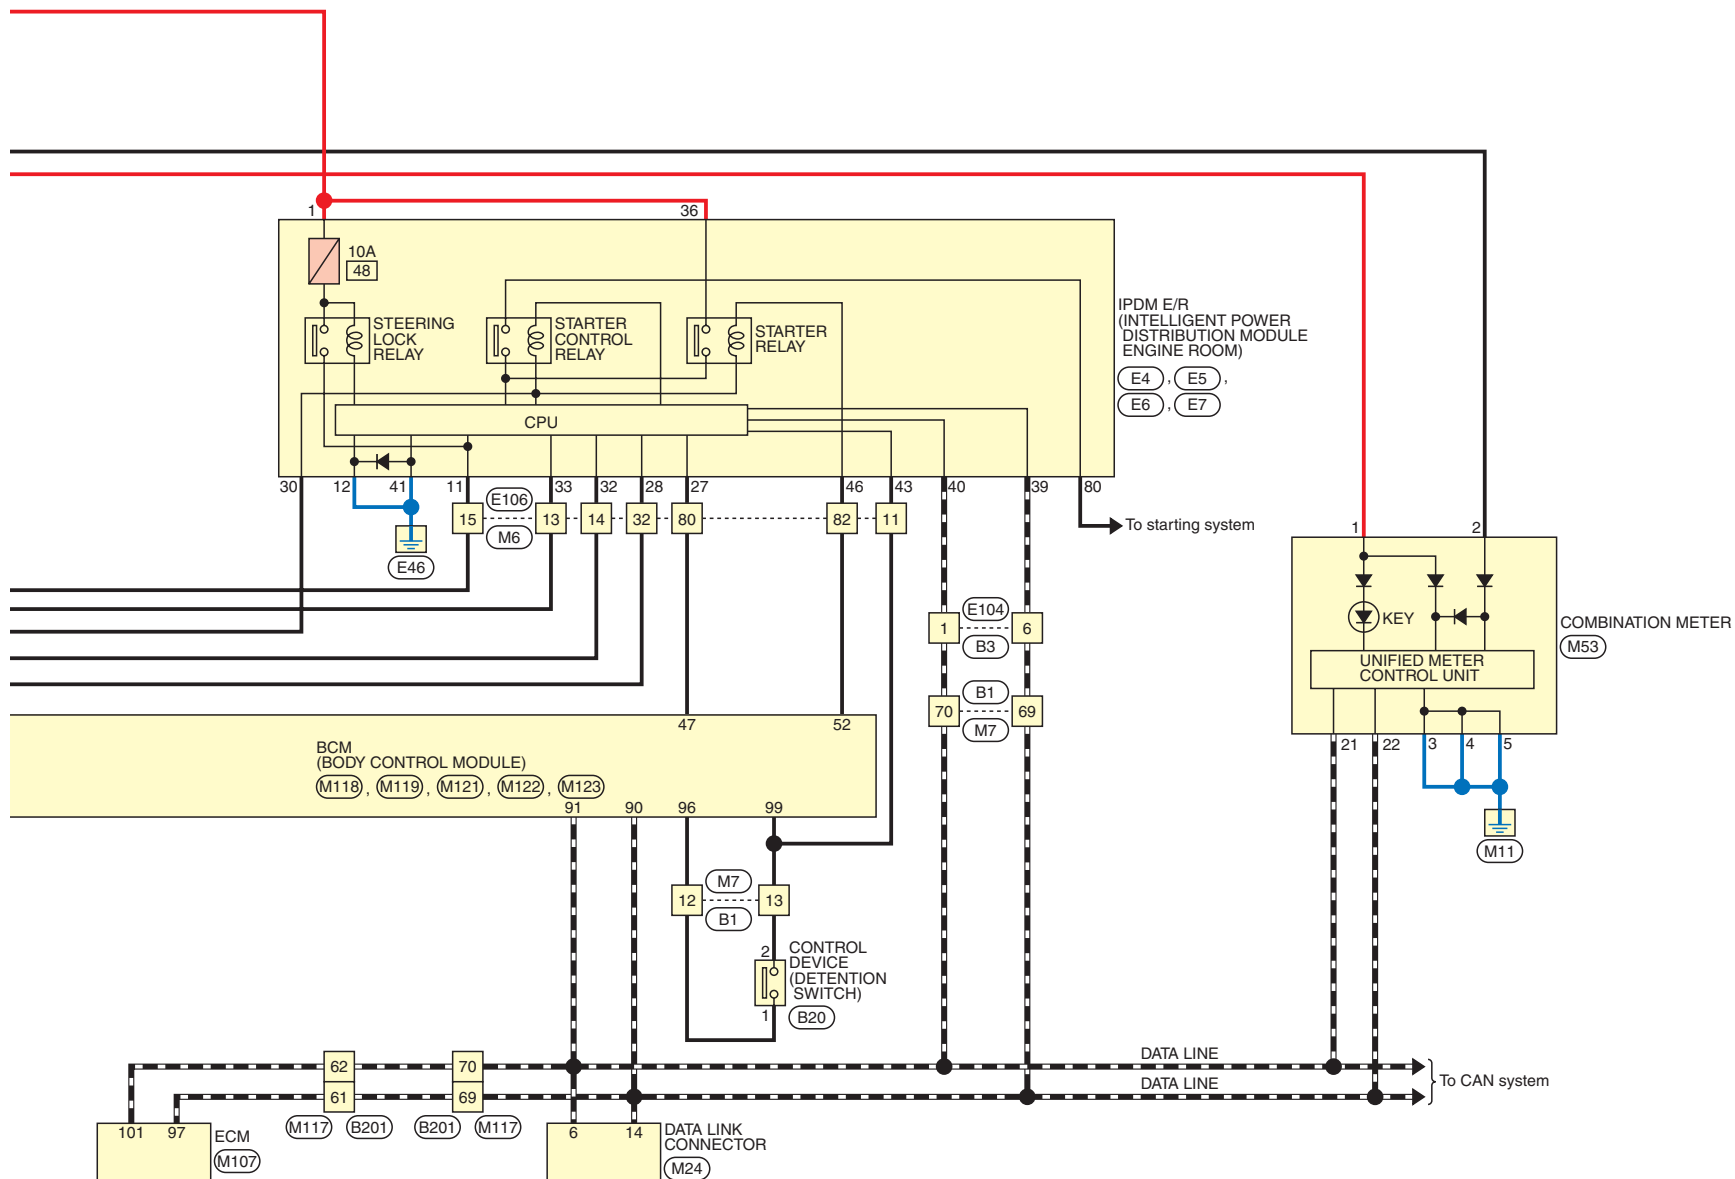 1
36
10A
48
STEERING
LOCK
RELAY
STARTER
CONTROL
RELAY
STARTER
RELAY
IPDM E/R
(INTELLIGENT POWER
DISTRIBUTION MODULE
ENGINE ROOM)
E4 , E5 ,
E6 , E7
CPU
30 12 41 11 33 32 28 27 46 43 40 39 80
E106
15 13 14 32 80 82 11
M6
E46
To starting system
1 2
KEY
COMBINATION METER
M53
UNIFIED METER
CONTROL UNIT
21 22 3 4 5
M11
E104
1 6
B3
B1
70 69
M7
47 52
BCM
(BODY CONTROL MODULE)
M118 , M119 , M121 , M122 , M123
91 90 96 99
M7
12 13
B1
2
CONTROL
DEVICE
(DETENTION
SWITCH)
1
B20
DATA LINE
62 70
To CAN system
DATA LINE
61 69
M117 B201 B201 M117
101 97
ECM
M107
6 14
DATA LINK
CONNECTOR
M24